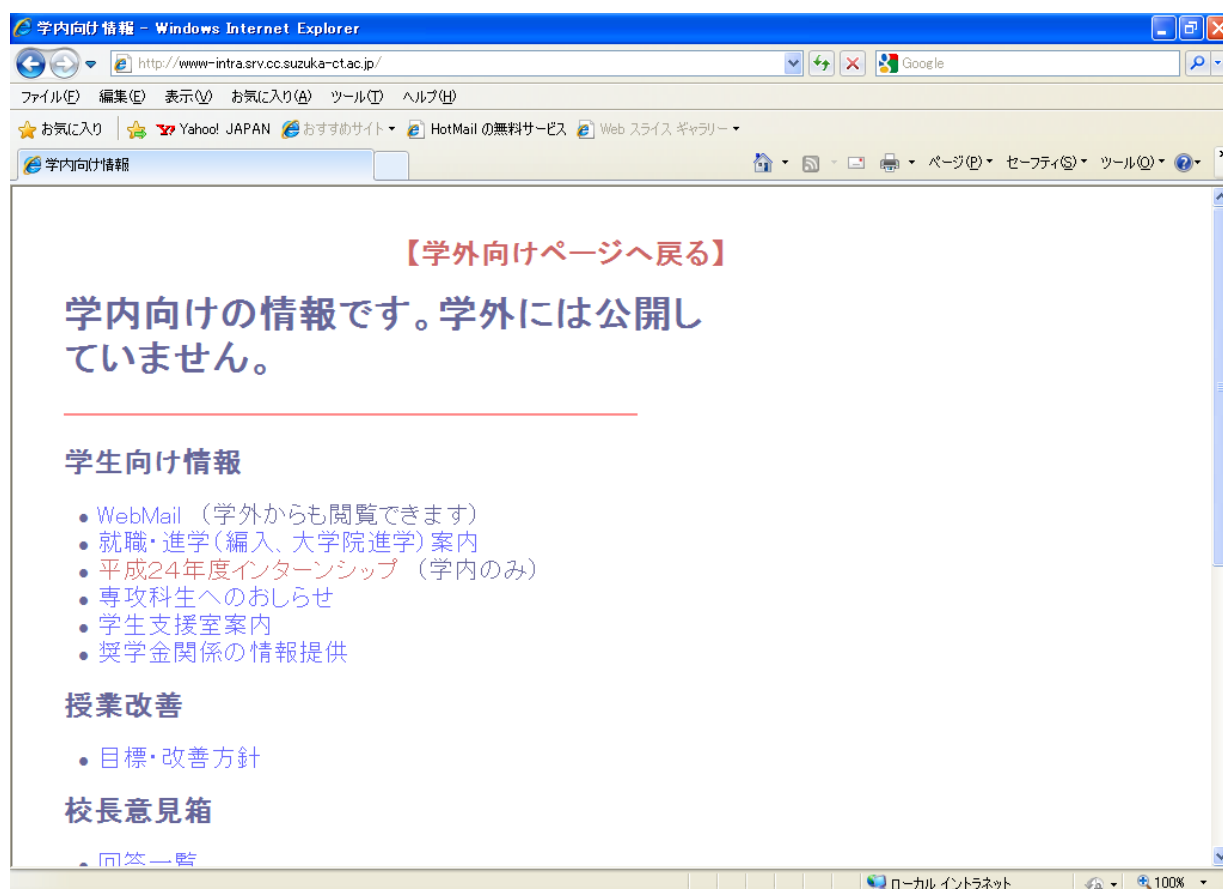 学内向け情報 - Windows Internet Explorer
http://www-intra.srv.cc.suzuka-ct.ac.jp/
Google
ファイル(F) 編集(E) 表示(V) お気に入り(A) ツール(T) ヘルプ(H)
お気に入り Yahoo! JAPAN おすすめサイト HotMail の無料サービス Web スライス ギャラリー
学内向け情報
ページ(P) セーフティ(S) ツール(O)
【学外向けページへ戻る】
学内向けの情報です。学外には公開し
ていません。
学生向け情報
WebMail （学外からも閲覧できます）
就職・進学（編入、大学院進学）案内
平成24年度インターンシップ （学内のみ）
専攻科生へのおしらせ
学生支援室案内
奨学金関係の情報提供
授業改善
目標・改善方針
校長意見箱
回答一覧
ローカル イントラネット
100%